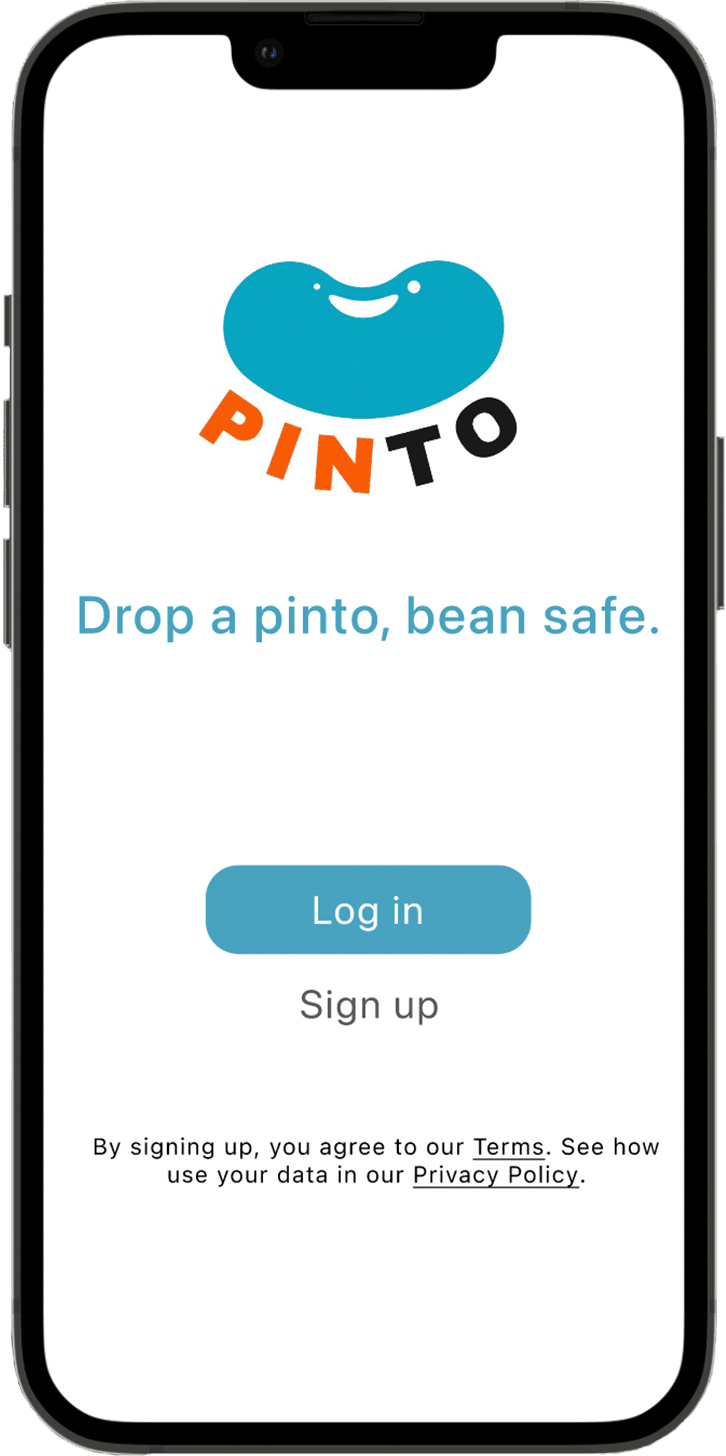 PINTO
Drop a pinto, bean safe.
Log in
Sign up
By signing up, you agree to our Terms. See how
use your data in our Privacy Policy.